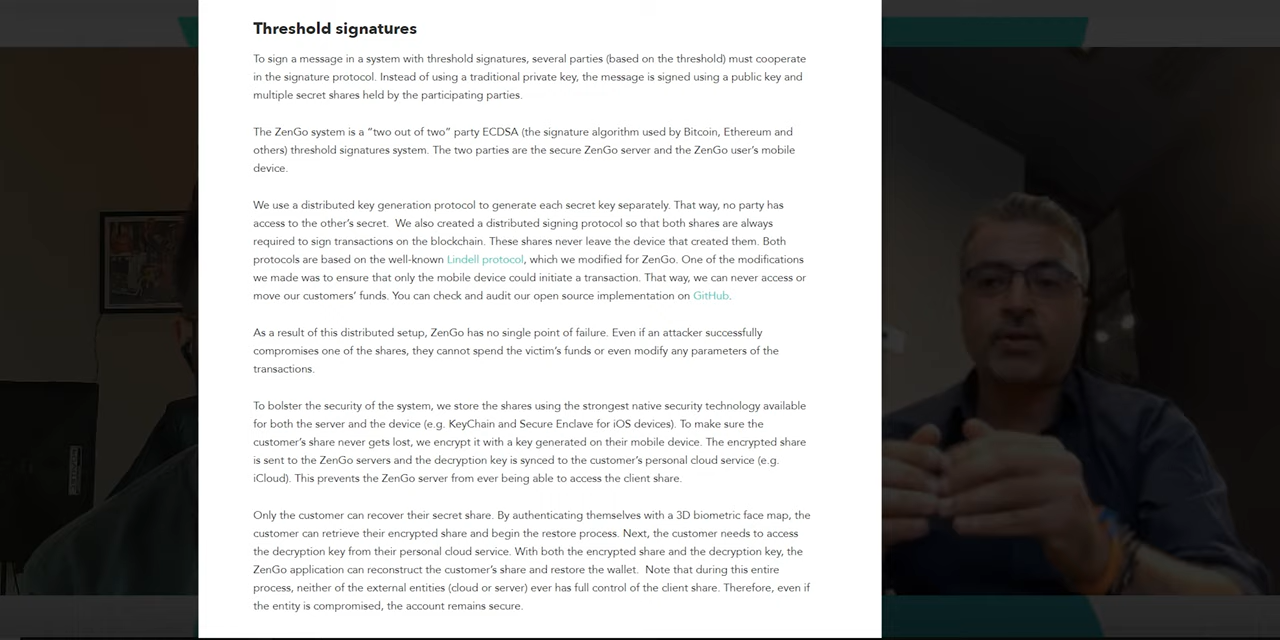 Threshold signatures
To sign a message in a system with threshold signatures, several parties (based on the threshold) must cooperate
in the signature protocol. Instead of using a traditional private key, the message is signed using a public key and
multiple secret shares held by the participating parties.
The ZenGo system is a “two out of two” party ECDSA (the signature algorithm used by Bitcoin, Ethereum and
others) threshold signatures system. The two parties are the secure ZenGo server and the ZenGo user’s mobile
device.
We use a distributed key generation protocol to generate each secret key separately. That way, no party has
access to the other’s secret.  We also created a distributed signing protocol so that both shares are always
required to sign transactions on the blockchain. These shares never leave the device that created them. Both
protocols are based on the well-known Lindell protocol, which we modified for ZenGo. One of the modifications
we made was to ensure that only the mobile device could initiate a transaction. That way, we can never access or
move our customers’ funds. You can check and audit our open source implementation on GitHub.
As a result of this distributed setup, ZenGo has no single point of failure. Even if an attacker successfully
compromises one of the shares, they cannot spend the victim’s funds or even modify any parameters of the
transactions.
To bolster the security of the system, we store the shares using the strongest native security technology available
for both the server and the device (e.g. KeyChain and Secure Enclave for iOS devices). To make sure the
customer’s share never gets lost, we encrypt it with a key generated on their mobile device. The encrypted share
is sent to the ZenGo servers and the decryption key is synced to the customer’s personal cloud service (e.g.
iCloud). This prevents the ZenGo server from ever being able to access the client share.
Only the customer can recover their secret share. By authenticating themselves with a 3D biometric face map, the
customer can retrieve their encrypted share and begin the restore process. Next, the customer needs to access
the decryption key from their personal cloud service. With both the encrypted share and the decryption key, the
ZenGo application can reconstruct the customer’s share and restore the wallet.  Note that during this entire
process, neither of the external entities (cloud or server) ever has full control of the client share. Therefore, even if
the entity is compromised, the account remains secure.